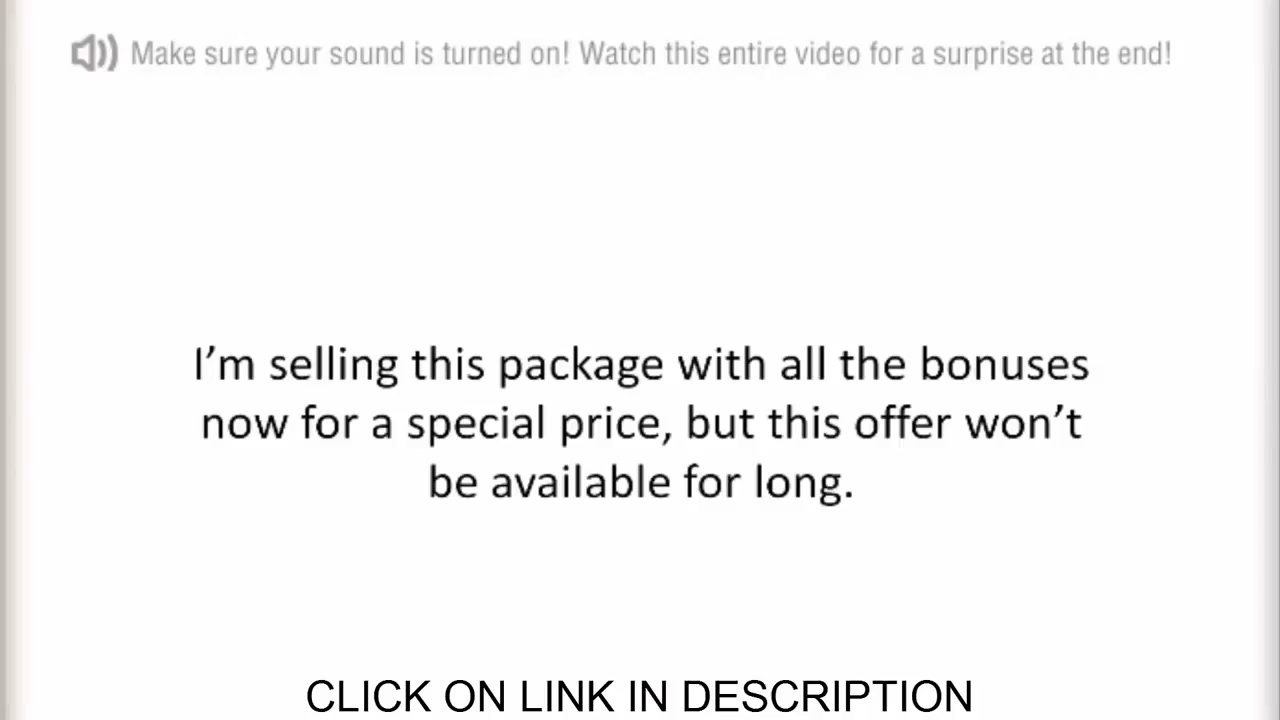 Make sure your sound is turned on! Watch this entire video for a surprise at the end!
I’m selling this package with all the bonuses
now for a special price, but this offer won’t
be available for long.
CLICK ON LINK IN DESCRIPTION